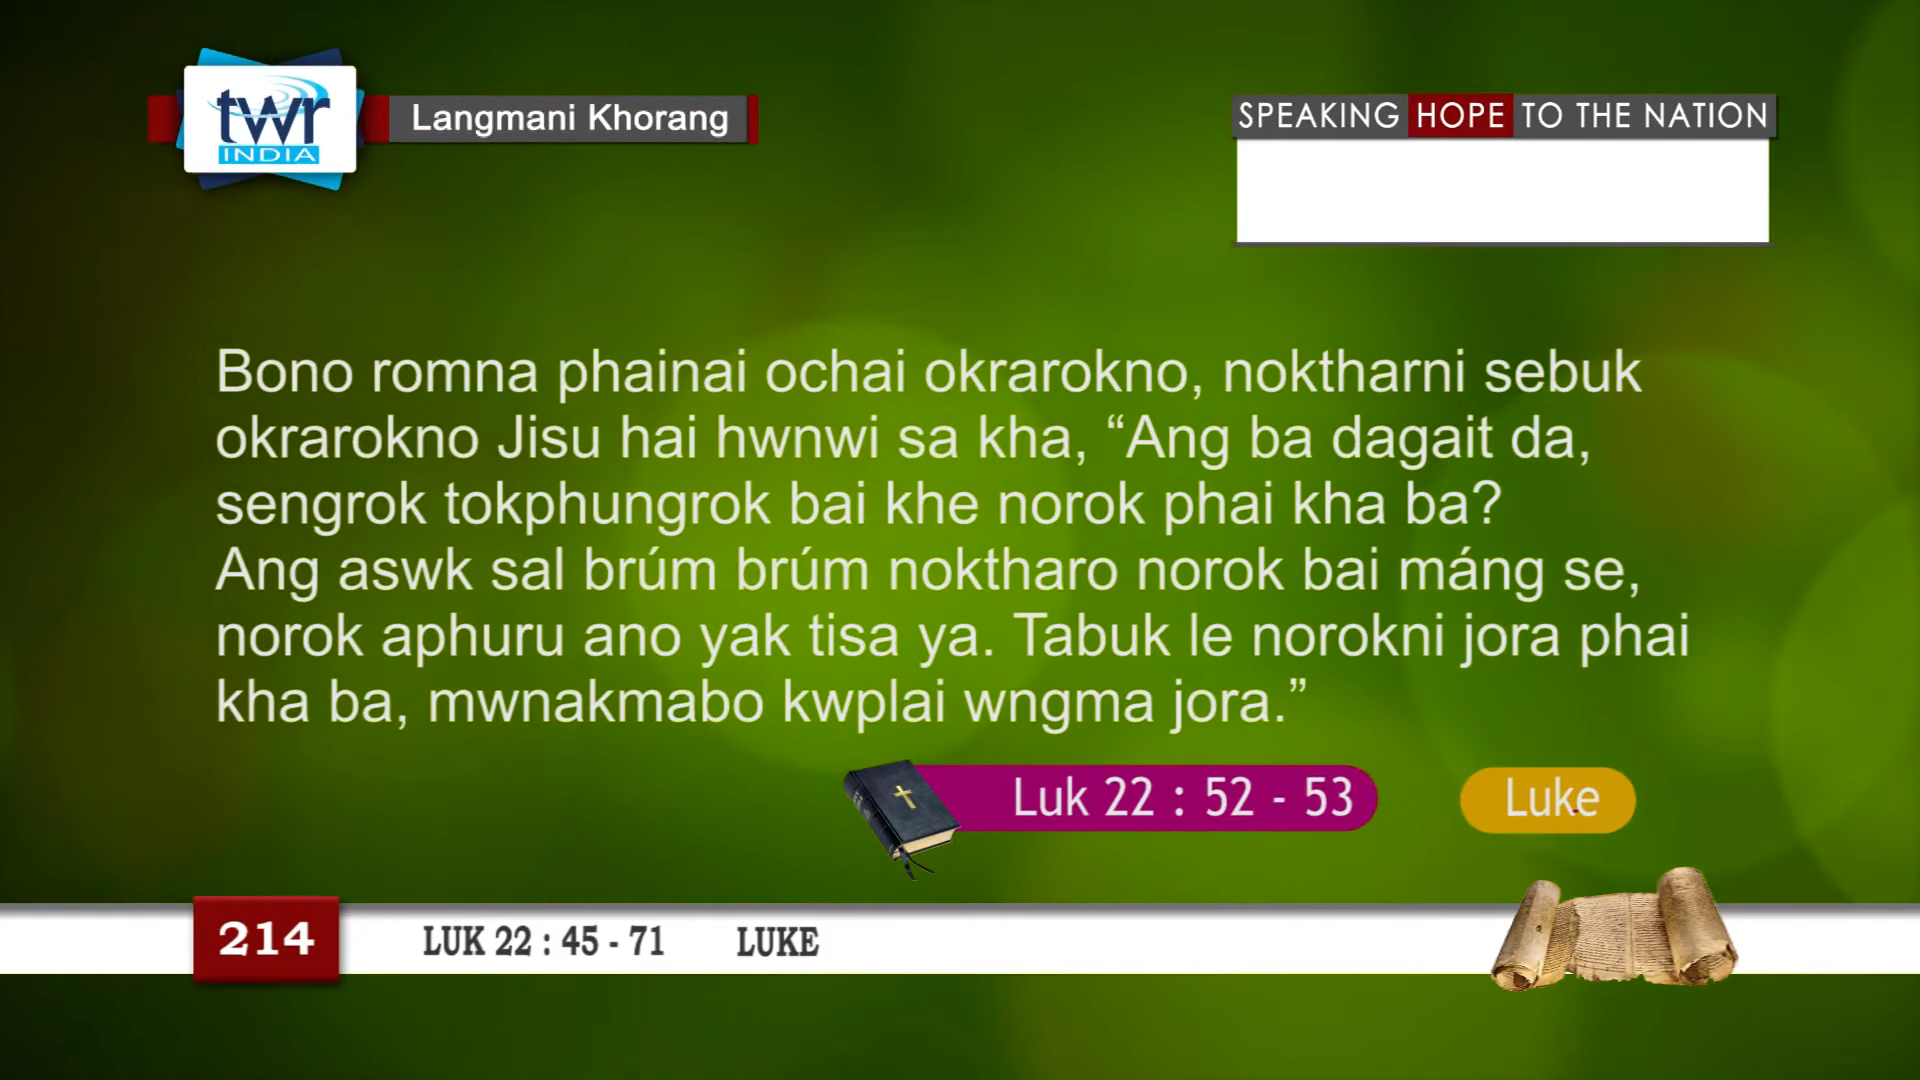 twr
INDIA
Langmani Khorang
SPEAKING HOPE TO THE NATION
Bono romna phainai ochai okrarokno, noktharni sebuk
okrarokno Jisu hai hwnwi sa kha, “Ang ba dagait da,
sengrok tokphungrok bai khe norok phai kha ba?
Ang aswk sal brúm brúm noktharo norok bai máng se,
norok aphuru ano yak tisa ya. Tabuk le norokni jora phai
kha ba, mwnakmabo kwplai wngma jora.”
Luk 22 : 52 - 53
Luke
214
LUK 22 : 45 - 71
LUKE